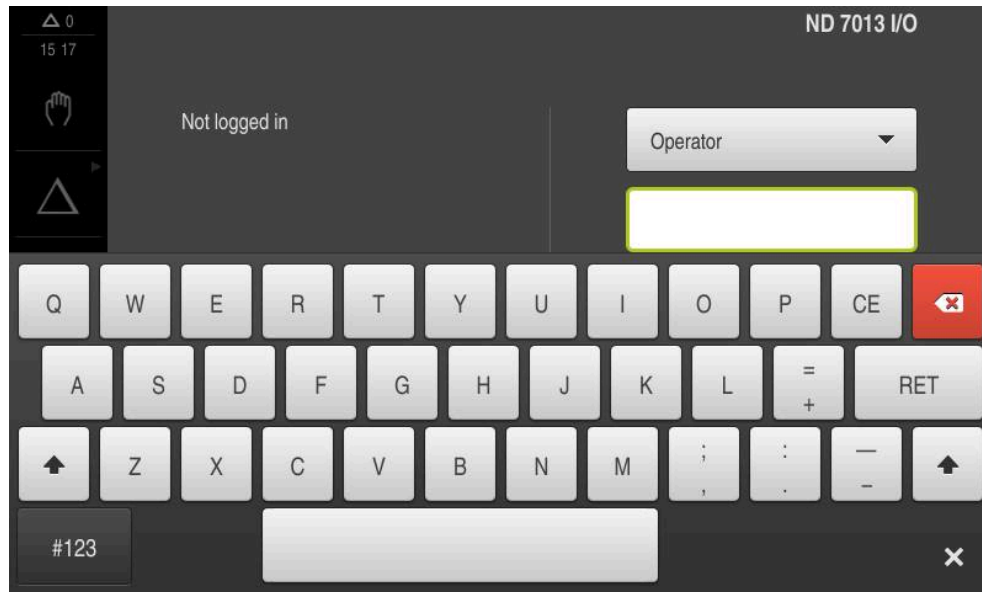 0
ND 7013 I/O
15 17
Not logged in
Operator
Q W E R T Y U I O P CE
A S D F G H J K L = + RET
Z X C V B N M ; , : . — –
#123